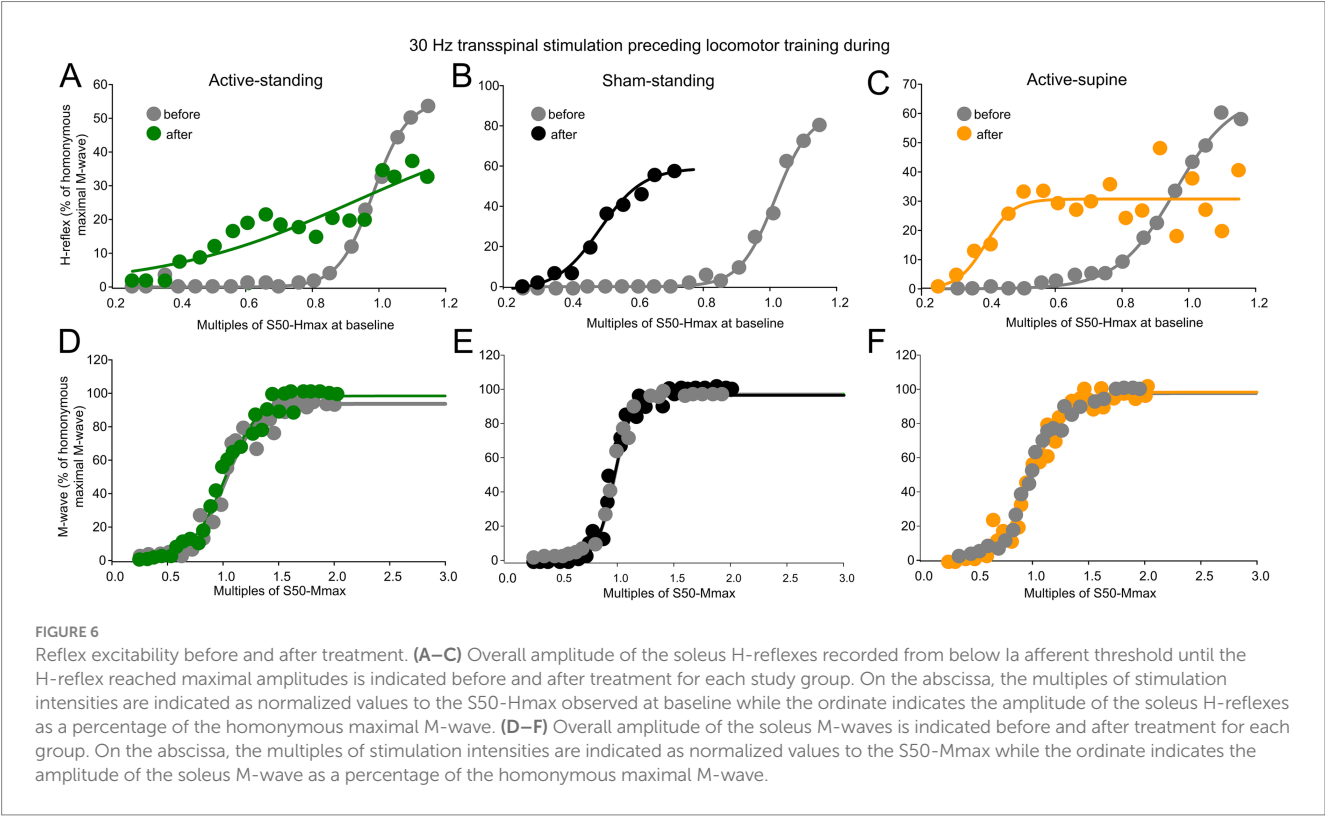 30 Hz transspinal stimulation preceding locomotor training during
A
Active-standing
H-reflex (% of homonymous
maximal M-wave)
60
50
40
30
20
10
0
before
after
0.2 0.4 0.6 0.8 1.0 1.2
Multiples of S50-Hmax at baseline
B
Sham-standing
100
80
60
40
20
0
before
after
0.2 0.4 0.6 0.8 1.0 1.2
Multiples of S50-Hmax at baseline
C
Active-supine
70
60
50
40
30
20
10
0
before
after
0.2 0.4 0.6 0.8 1.0 1.2
Multiples of S50-Hmax at baseline
D
M-wave (% of homonymous
maximal M-wave)
120
100
80
60
40
20
0
0.0 0.5 1.0 1.5 2.0 2.5 3.0
Multiples of S50-Mmax
E
120
100
80
60
40
20
0
0.0 0.5 1.0 1.5 2.0 3.0
Multiples of S50-Mmax
F
120
100
80
60
40
20
0
0.0 0.5 1.0 1.5 2.0 2.5 3.0
Multiples of S50-Mmax
FIGURE 6
Reflex excitability before and after treatment. (A–C) Overall amplitude of the soleus H-reflexes recorded from below Ia afferent threshold until the
H-reflex reached maximal amplitudes is indicated before and after treatment for each study group. On the abscissa, the multiples of stimulation
intensities are indicated as normalized values to the S50-Hmax observed at baseline while the ordinate indicates the amplitude of the soleus H-reflexes
as a percentage of the homonymous maximal M-wave. (D–F) Overall amplitude of the soleus M-waves is indicated before and after treatment for each
group. On the abscissa, the multiples of stimulation intensities are indicated as normalized values to the S50-Mmax while the ordinate indicates the
amplitude of the soleus M-wave as a percentage of the homonymous maximal M-wave.